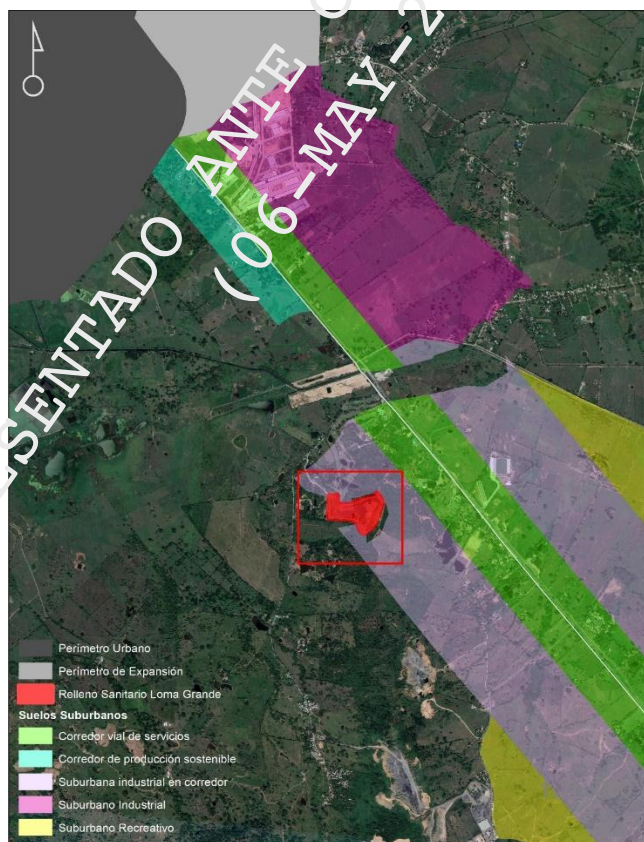 SENTADO ANTE
(06-MAY-2
Perímetro Urbano
Perímetro de Expansión
Relleno Sanitario Loma Grande
Suelos Suburbanos
Corredor vial de servicios
Corredor de producción sostenible
Suburbana industrial en corredor
Suburbano Industrial
Suburbano Recreativo